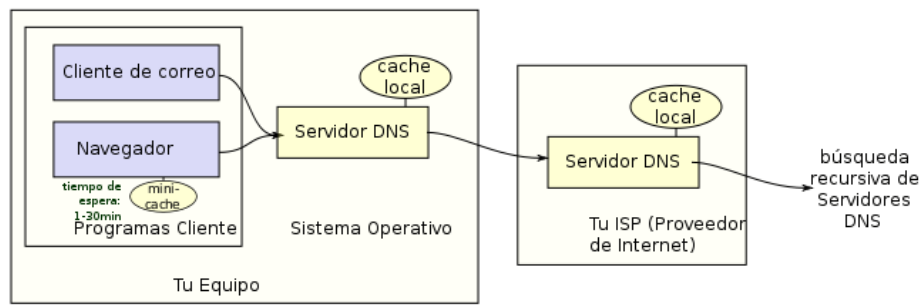 Cliente de correo
Navegador
tiempo de
espera:
1-30min
mini-
cache
Programas Cliente
cache
local
Servidor DNS
Sistema Operativo
Tu Equipo
cache
local
Servidor DNS
Tu ISP (Proveedor
de Internet)
búsqueda
recursiva de
Servidores
DNS